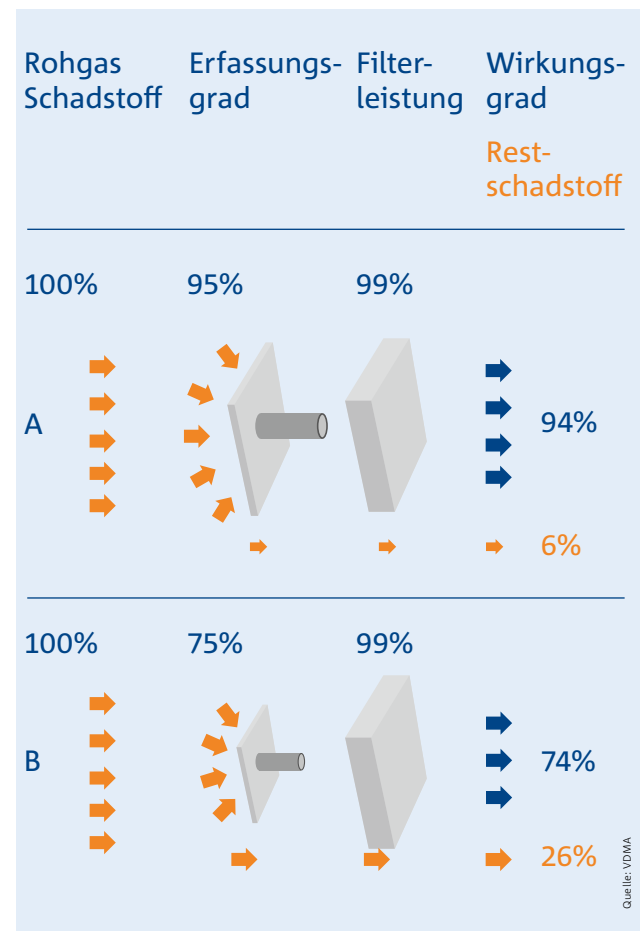 Rohgas
Schadstoff
Erfassungs-
grad
Filter-
leistung
Wirkungs-
grad
Rest-
schadstoff
100%
95%
99%
A
94%
6%
100%
75%
99%
B
74%
26%
Quelle: VDMA